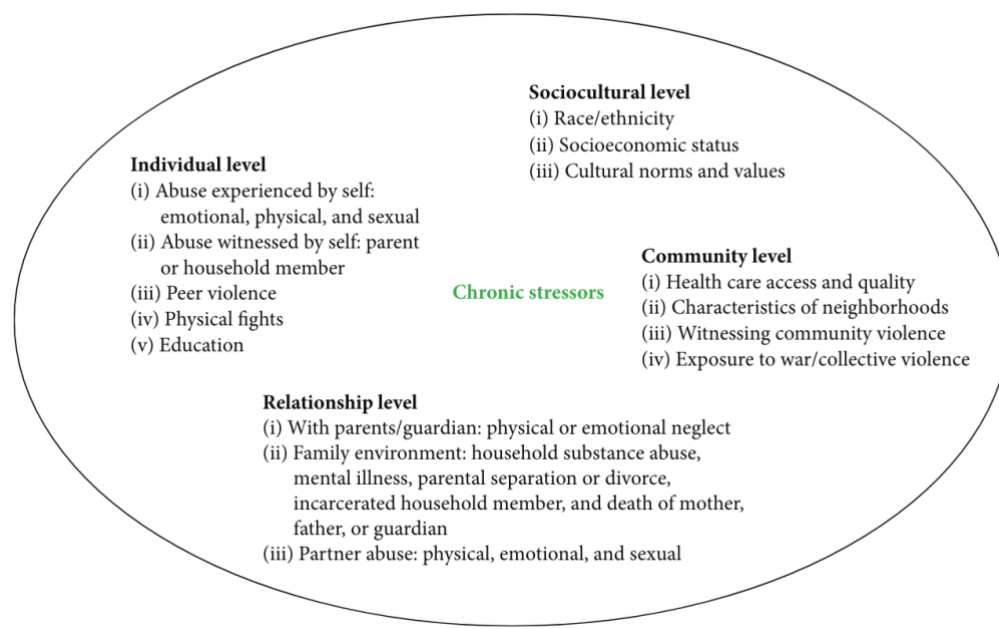 Sociocultural level
(i) Race/ethnicity
(ii) Socioeconomic status
(iii) Cultural norms and values
Individual level
(i) Abuse experienced by self:
emotional, physical, and sexual
(ii) Abuse witnessed by self: parent
or household member
(iii) Peer violence
(iv) Physical fights
(v) Education
Chronic stressors
Community level
(i) Health care access and quality
(ii) Characteristics of neighborhoods
(iii) Witnessing community violence
(iv) Exposure to war/collective violence
Relationship level
(i) With parents/guardian: physical or emotional neglect
(ii) Family environment: household substance abuse,
mental illness, parental separation or divorce,
incarcerated household member, and death of mother,
father, or guardian
(iii) Partner abuse: physical, emotional, and sexual